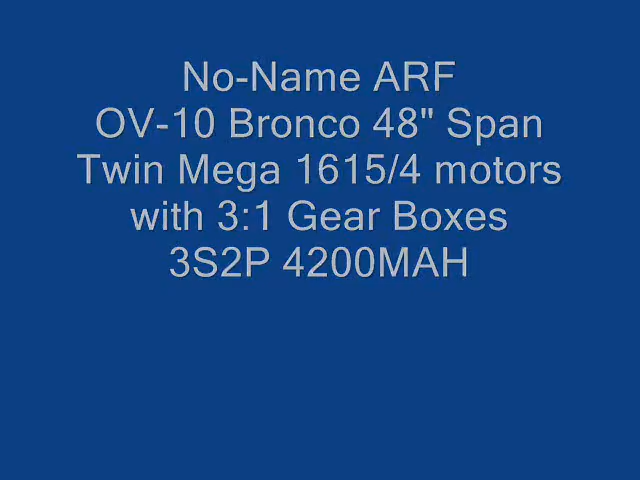 No-Name ARF
OV-10 Bronco 48" Span
Twin Mega 1615/4 motors
with 3:1 Gear Boxes
3S2P 4200MAH